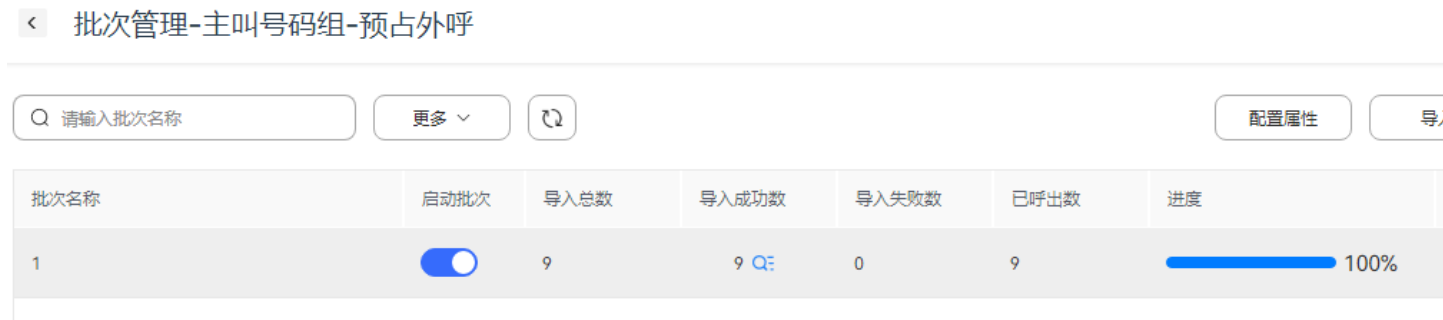 批次管理-主叫号码组-预占外呼
请输入批次名称 更多 配置属性 导入
批次名称 启动批次 导入总数 导入成功数 导入失败数 已呼出数 进度
1 9 9 0 9 100%